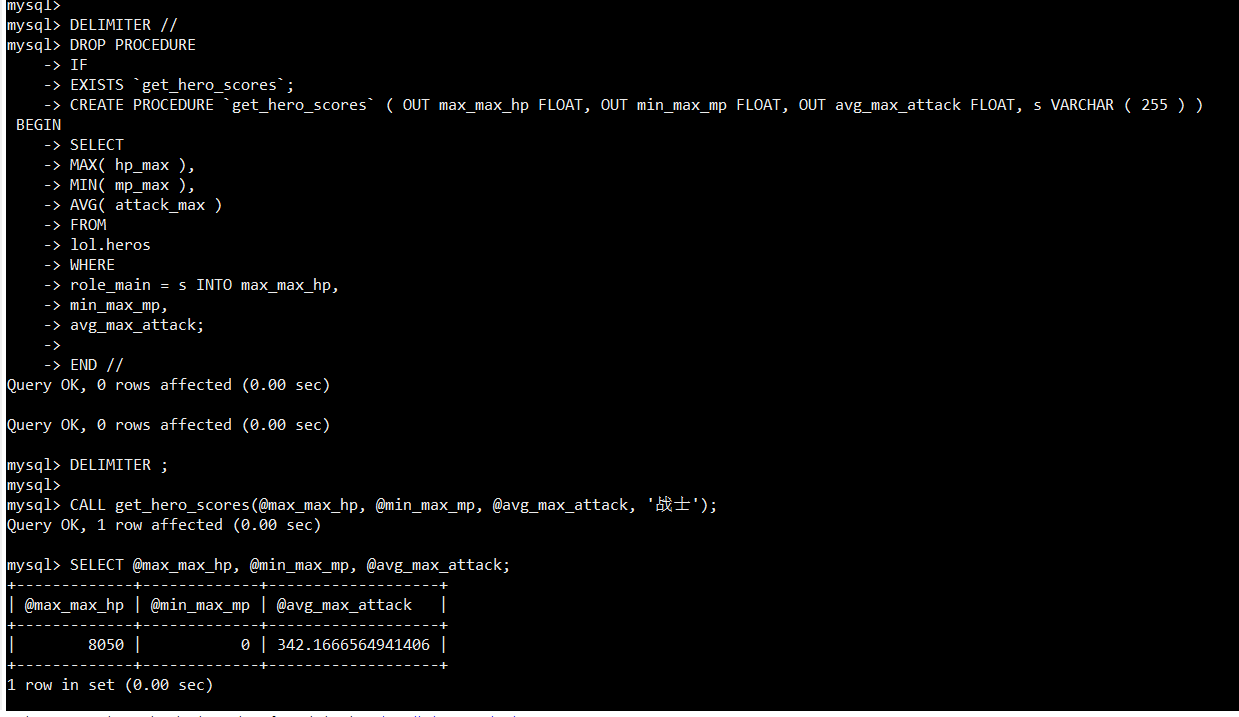 mysql>
mysql> DELIMITER //
mysql> DROP PROCEDURE
    -> IF
    -> EXISTS `get_hero_scores`;
    -> CREATE PROCEDURE `get_hero_scores` ( OUT max_max_hp FLOAT, OUT min_max_mp FLOAT, OUT avg_max_attack FLOAT, s VARCHAR ( 255 ) )
 BEGIN
    -> SELECT
    -> MAX( hp_max ),
    -> MIN( mp_max ),
    -> AVG( attack_max )
    -> FROM
    -> lol.heros
    -> WHERE
    -> role_main = s INTO max_max_hp,
    -> min_max_mp,
    -> avg_max_attack;
    ->
    -> END //
Query OK, 0 rows affected (0.00 sec)
Query OK, 0 rows affected (0.00 sec)
mysql> DELIMITER ;
mysql>
mysql> CALL get_hero_scores(@max_max_hp, @min_max_mp, @avg_max_attack, '战士');
Query OK, 1 row affected (0.00 sec)
mysql> SELECT @max_max_hp, @min_max_mp, @avg_max_attack;
+-------------+-------------+-------------------+
| @max_max_hp | @min_max_mp | @avg_max_attack   |
+-------------+-------------+-------------------+
|        8050 |           0 | 342.1666564941406 |
+-------------+-------------+-------------------+
1 row in set (0.00 sec)